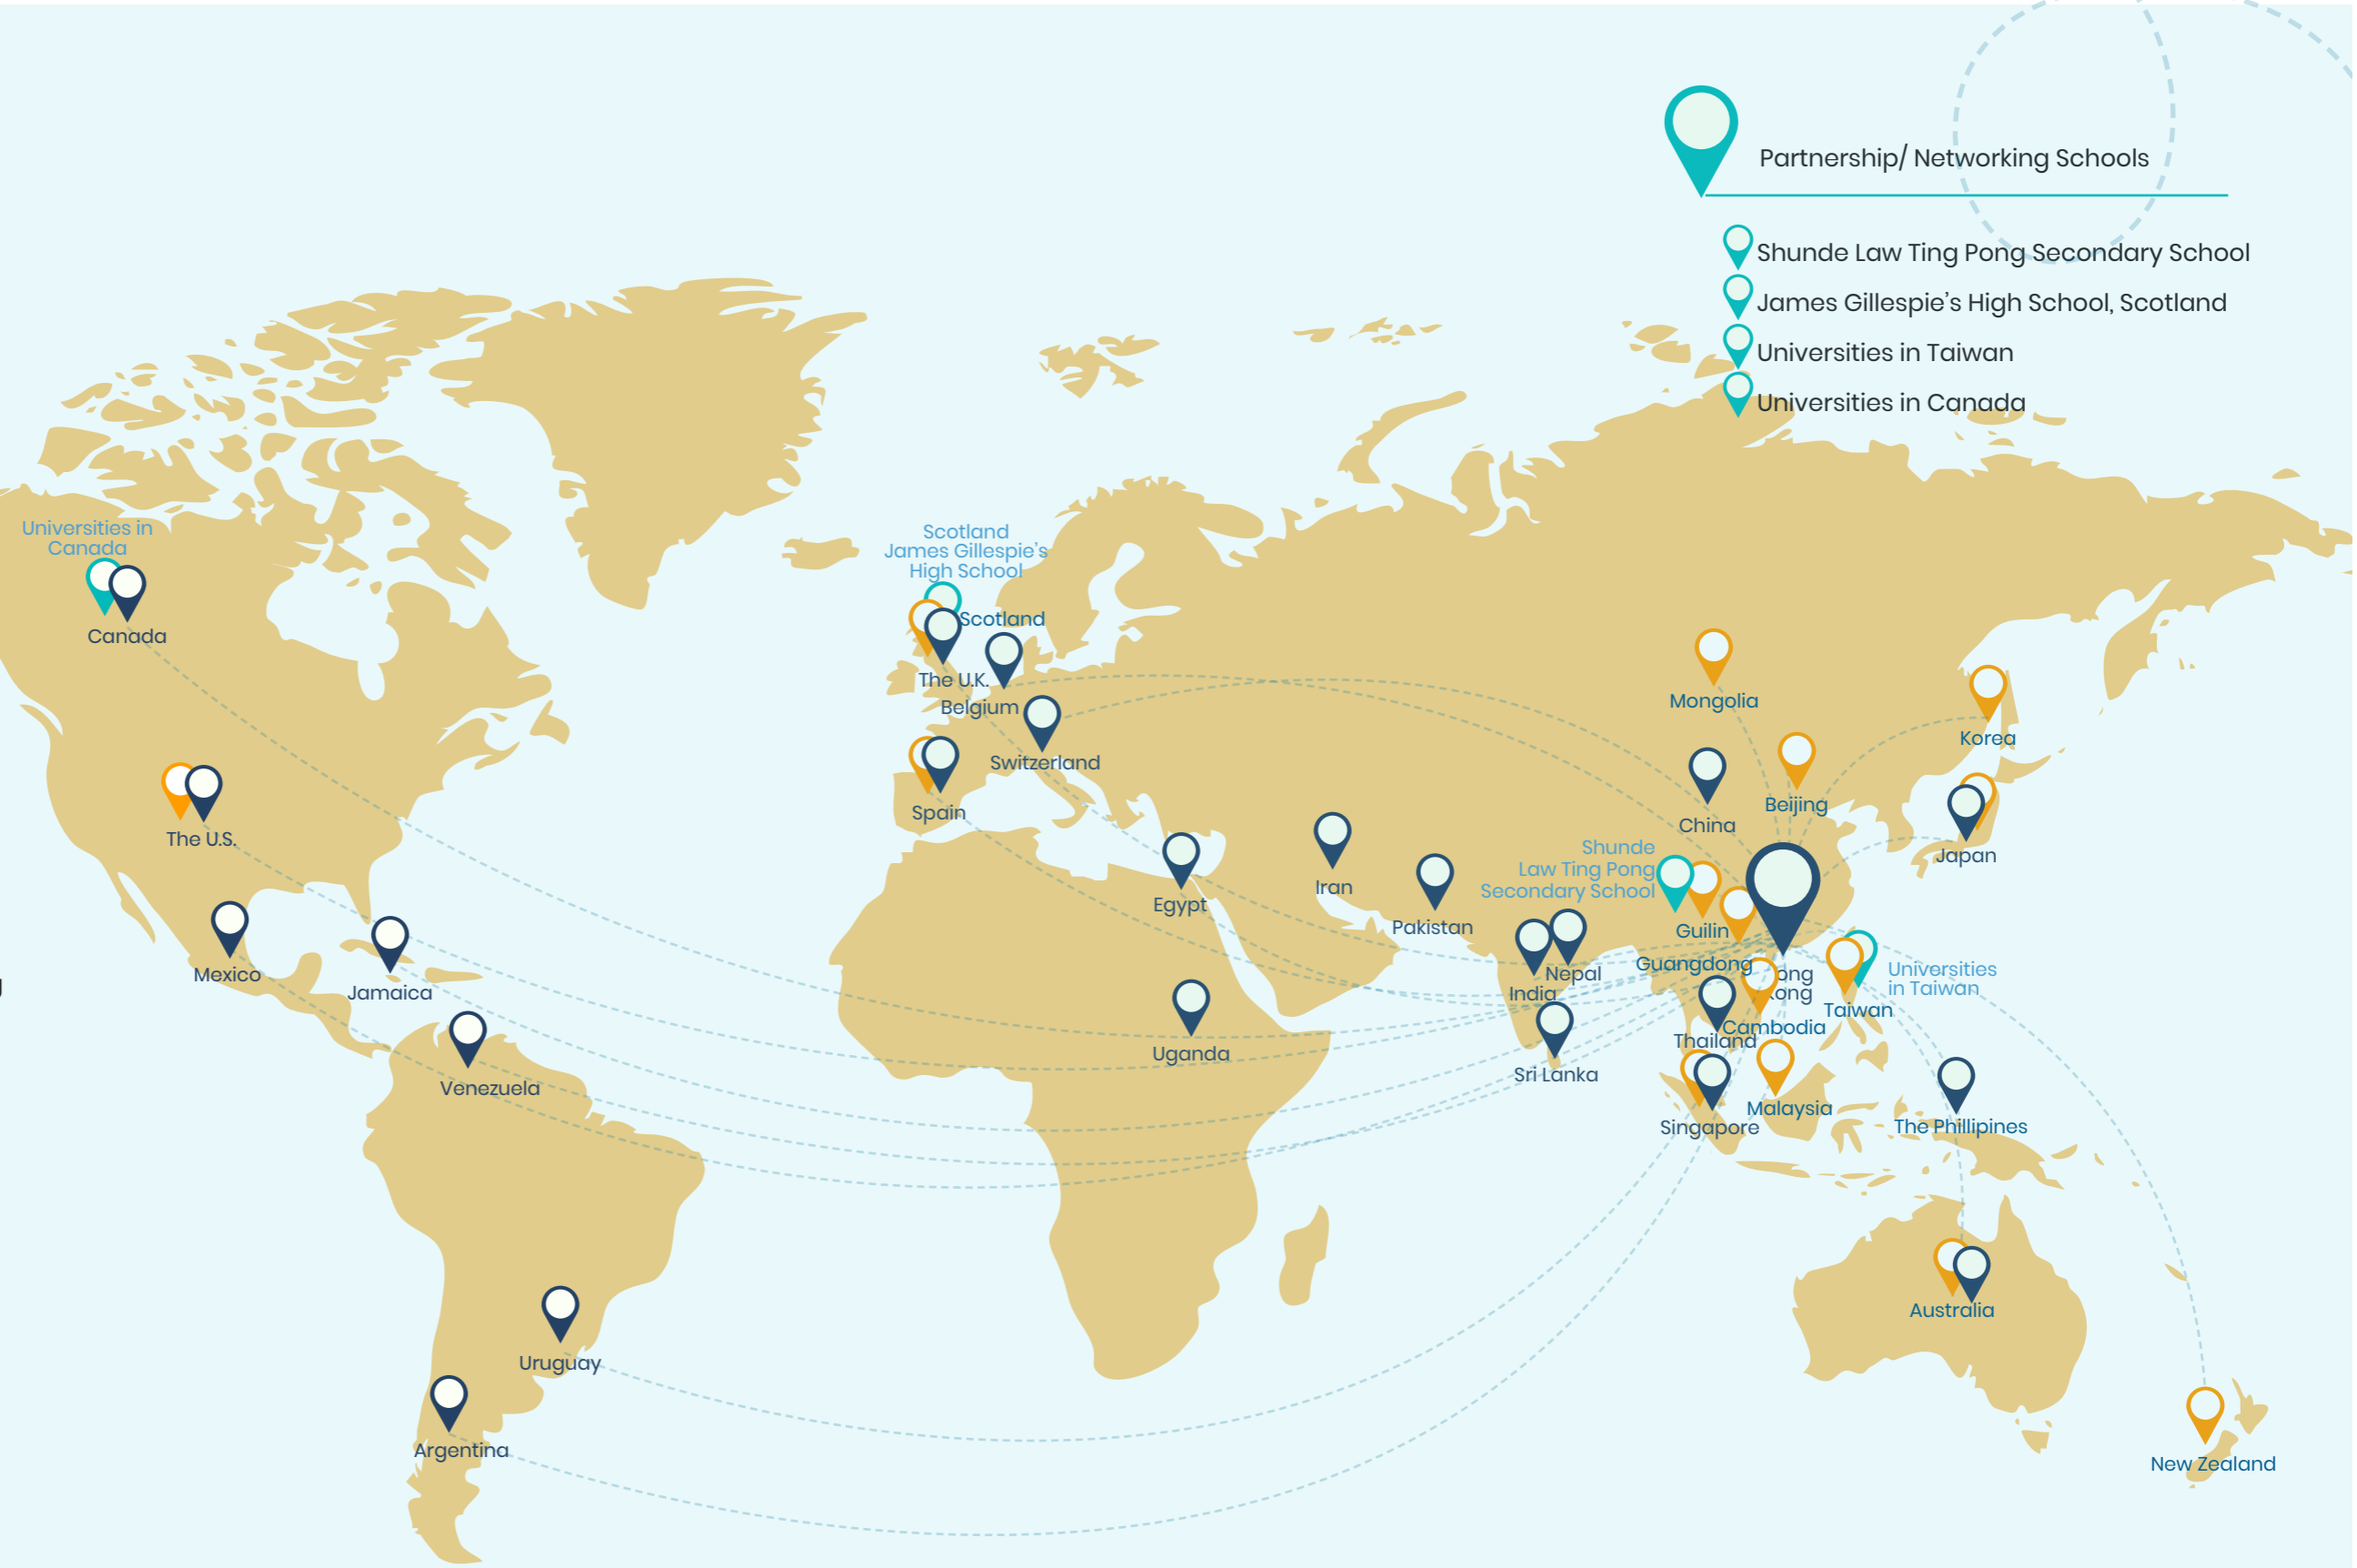 Partnership/ Networking Schools
Shunde Law Ting Pong Secondary School
James Gillespie's High School, Scotland
Universities in Taiwan
Universities in Canada
Universities in
Canada
Canada
The U.S.
Mexico
Jamaica
Venezuela
Uruguay
Argentina
Scotland
James Gillespie's
High School
Scotland
The U.K.
Belgium
Switzerland
Spain
Egypt
Uganda
Iran
Pakistan
Nepal
India
Sri Lanka
Mongolia
Korea
Beijing
China
Japan
Shunde
Law Ting Pong
Secondary School
Guilin
Guangdong
ong
Kong
Universities
in Taiwan
Taiwan
Cambodia
Thailand
Malaysia
Singapore
The Phillipines
Australia
New Zealand